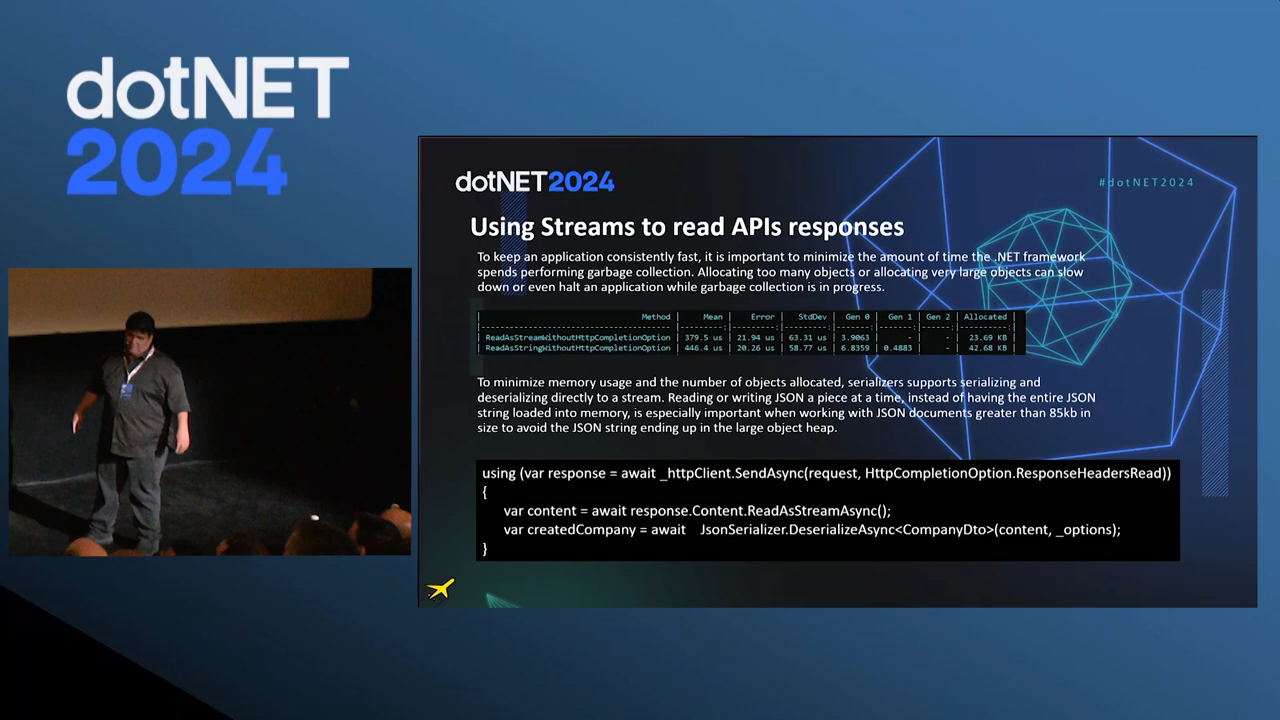 dotNET
2024
dotNET2024
#dotNET2024
Using Streams to read APIs responses
To keep an application consistently fast, it is important to minimize the amount of time the .NET framework
spends performing garbage collection. Allocating too many objects or allocating very large objects can slow
down or even halt an application while garbage collection is in progress.
| Method | Mean | Error | StdDev | Gen 0 | Gen 1 | Gen 2 | Allocated |
| ReadAsStreamWithoutHttpCompletionOption | 379.5 us | 21.94 us | 63.31 us | 3.9063 | - | - | 23.69 KB |
| ReadAsStringWithoutHttpCompletionOption | 446.4 us | 20.26 us | 58.77 us | 6.8359 | 0.4883 | - | 42.68 KB |
To minimize memory usage and the number of objects allocated, serializers supports serializing and
deserializing directly to a stream. Reading or writing JSON a piece at a time, instead of having the entire JSON
string loaded into memory, is especially important when working with JSON documents greater than 85kb in
size to avoid the JSON string ending up in the large object heap.
using (var response = await _httpClient.SendAsync(request, HttpCompletionOption.ResponseHeadersRead))
{
var content = await response.Content.ReadAsStreamAsync();
var createdCompany = await JsonSerializer.DeserializeAsync<CompanyDto>(content, _options);
}